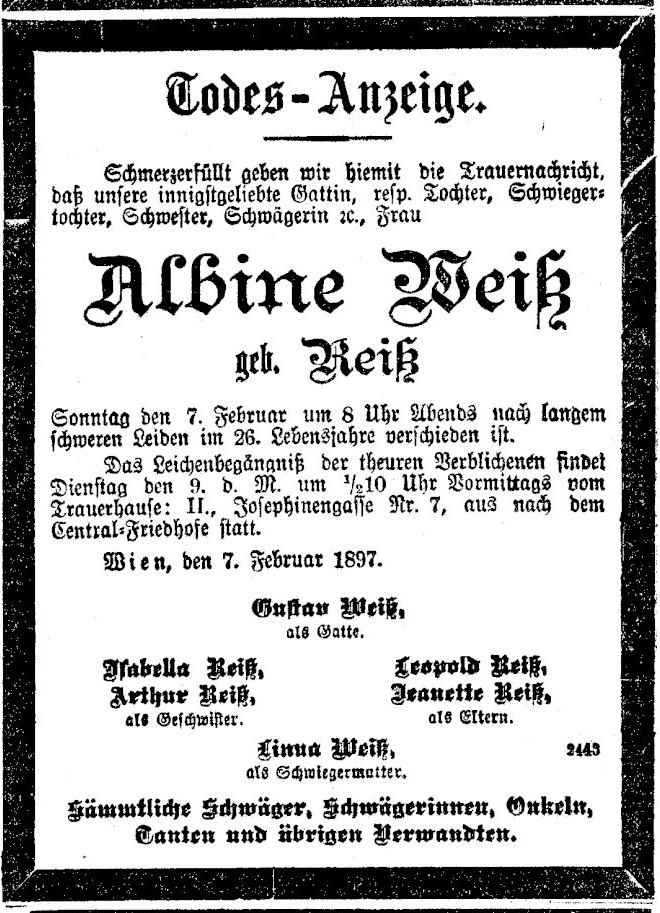 Todes-Anzeige.
Schmerzerfüllt geben wir hiemit die Trauernachricht,
daß unsere innigstgeliebte Gattin, resp. Tochter, Schwieger-
tochter, Schwester, Schwägerin ꝛc., Frau
Albine Weiß
geb. Reiß
Sonntag den 7. Februar um 8 Uhr Abends nach langem
schweren Leiden im 26. Lebensjahre verschieden ist.
Das Leichenbegängniß der theuren Verblichenen findet
Dienstag den 9. d. M. um ½10 Uhr Vormittags vom
Trauerhause: II., Josephinengasse Nr. 7, aus nach dem
Central-Friedhofe statt.
Wien, den 7. Februar 1897.
Gustav Weiß,
als Gatte.
Isabella Reiß,
Arthur Reiß,
als Geschwister.
Leopold Reiß,
Jeanette Reiß,
als Eltern.
Linna Weiß,
als Schwiegermutter.
2443
Sämmtliche Schwäger, Schwägerinnen, Onkeln,
Tanten und übrigen Verwandten.